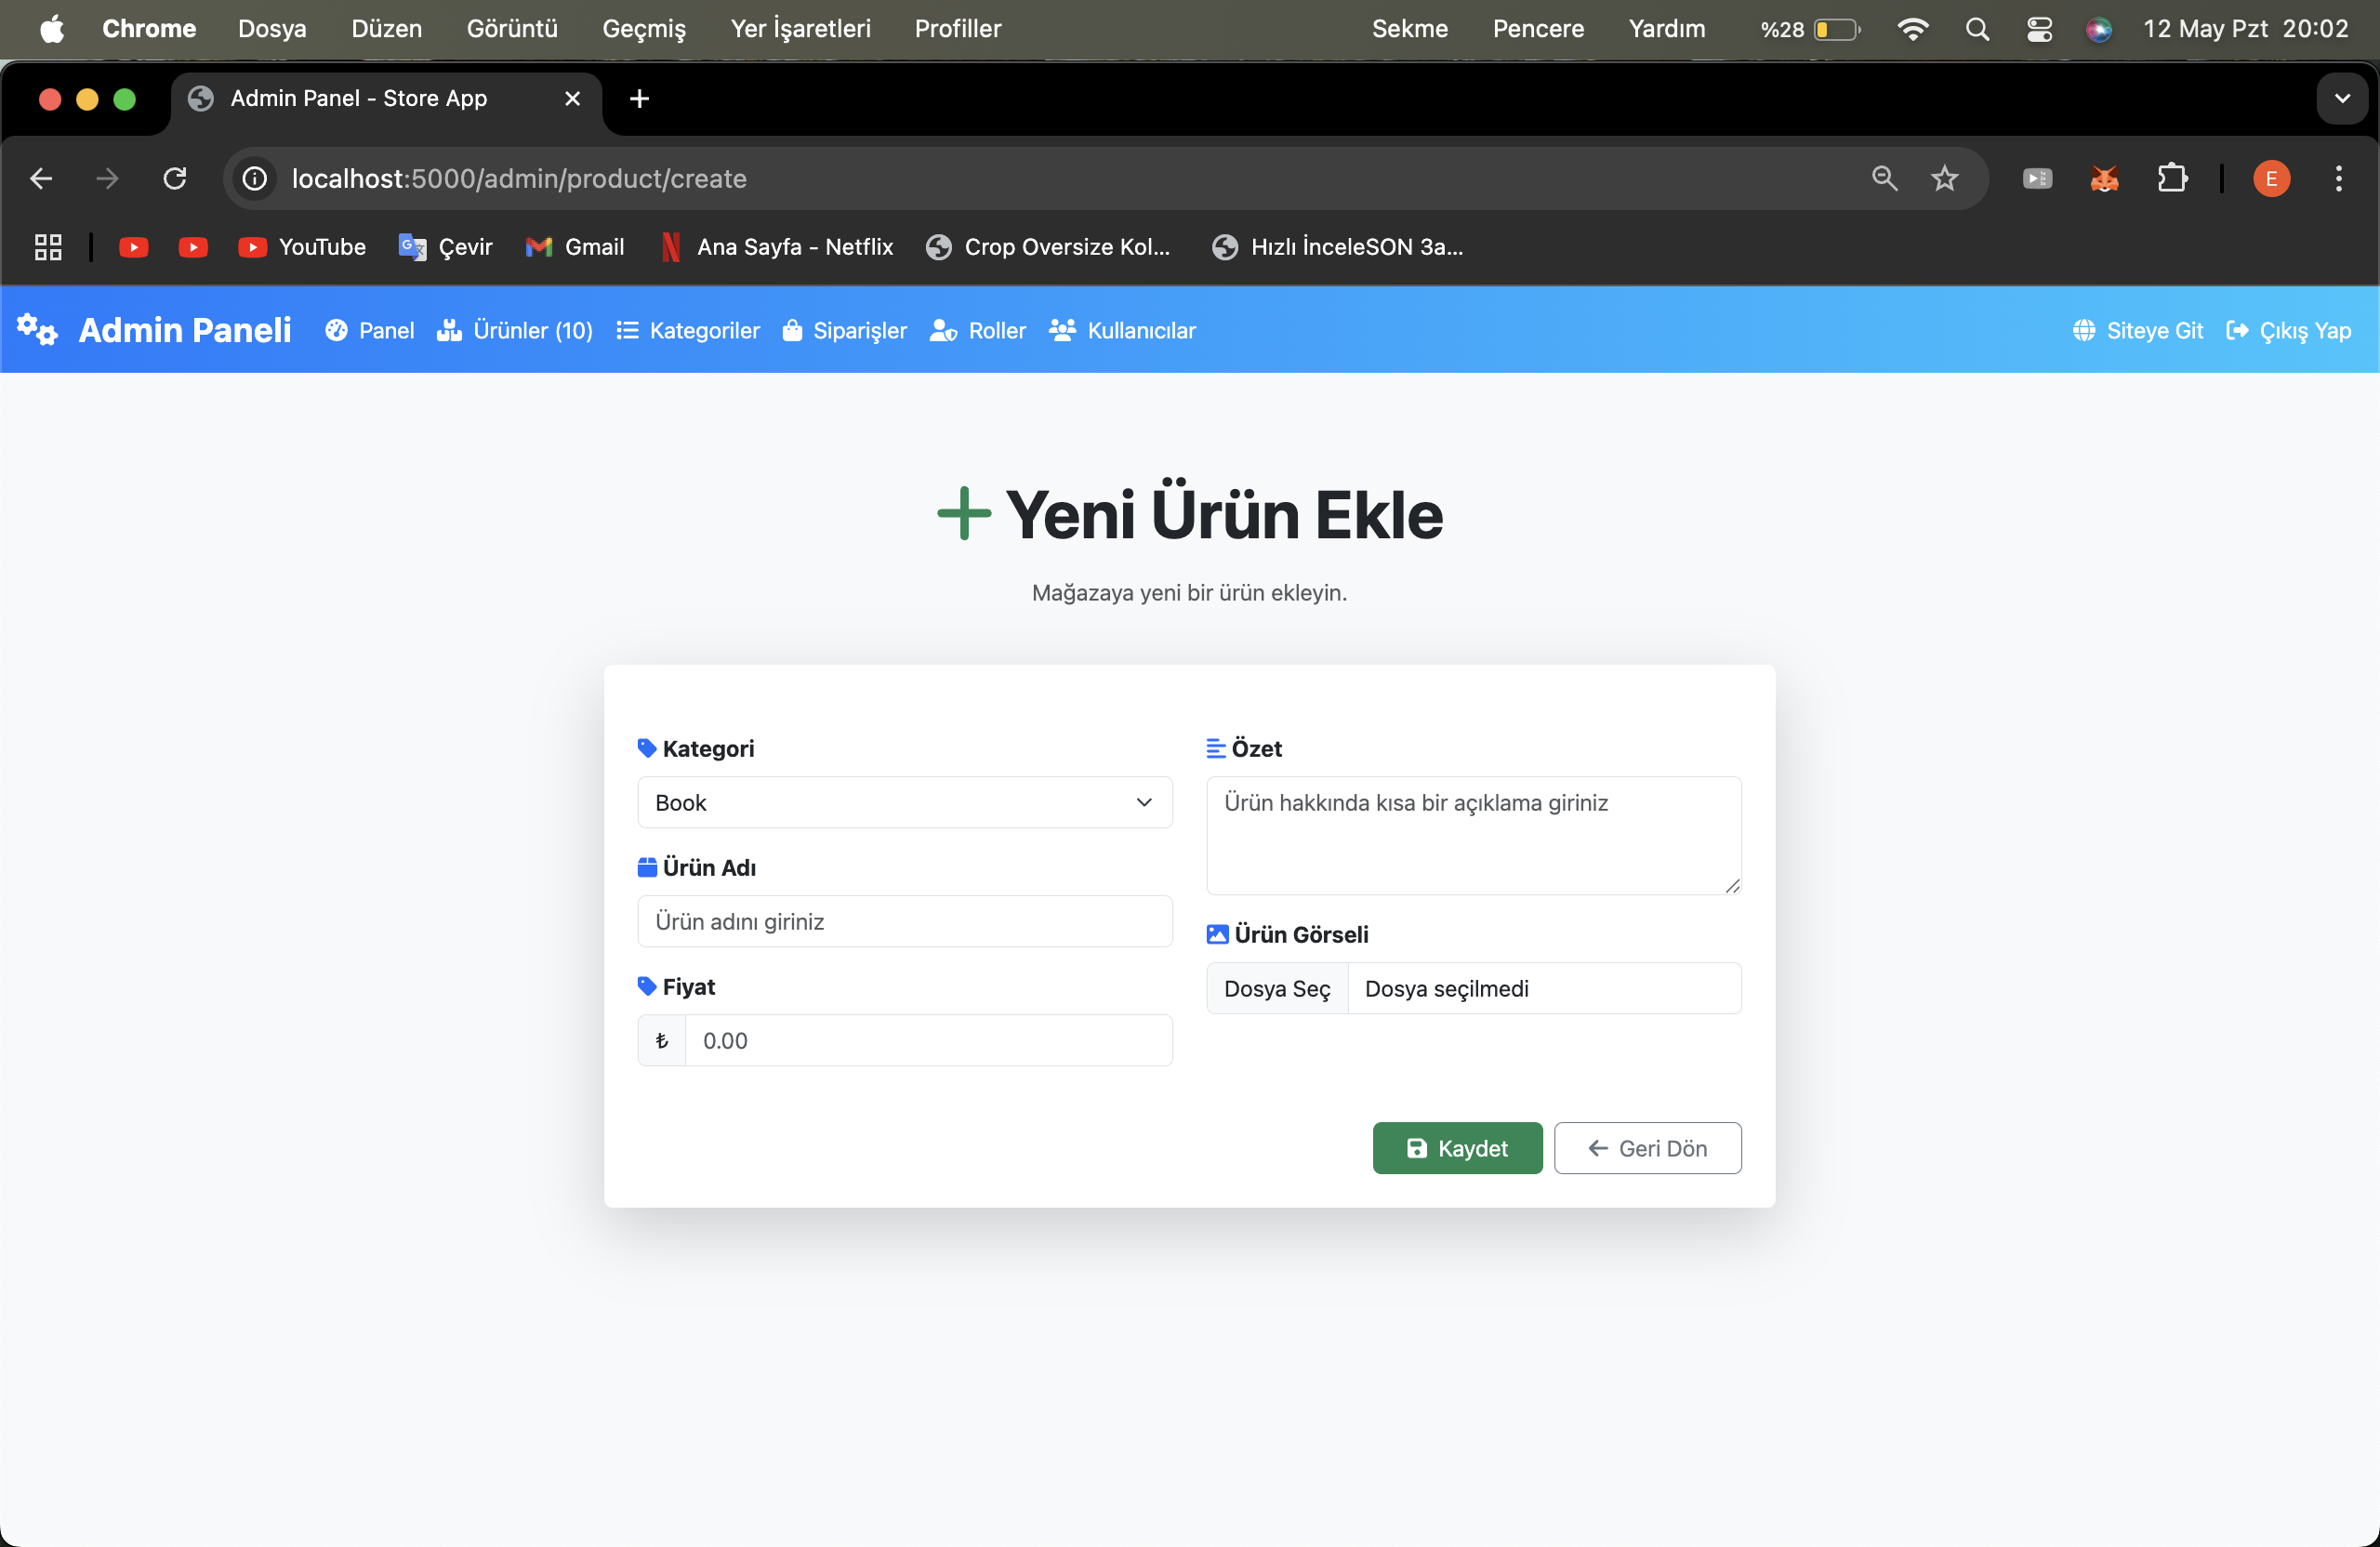 Chrome Dosya Düzen Görüntü Geçmiş Yer İşaretleri Profiller Sekme Pencere Yardım %28 12 May Pzt 20:02
Admin Panel - Store App
localhost:5000/admin/product/create
E
YouTube Çevir Gmail Ana Sayfa - Netflix Crop Oversize Kol... Hızlı İnceleSON 3a...
Admin Paneli Panel Ürünler (10) Kategoriler Siparişler Roller Kullanıcılar Siteye Git Çıkış Yap
Yeni Ürün Ekle
Mağazaya yeni bir ürün ekleyin.
Kategori
Book
Ürün Adı
Ürün adını giriniz
Fiyat
₺ 0.00
Özet
Ürün hakkında kısa bir açıklama giriniz
Ürün Görseli
Dosya Seç Dosya seçilmedi
Kaydet Geri Dön